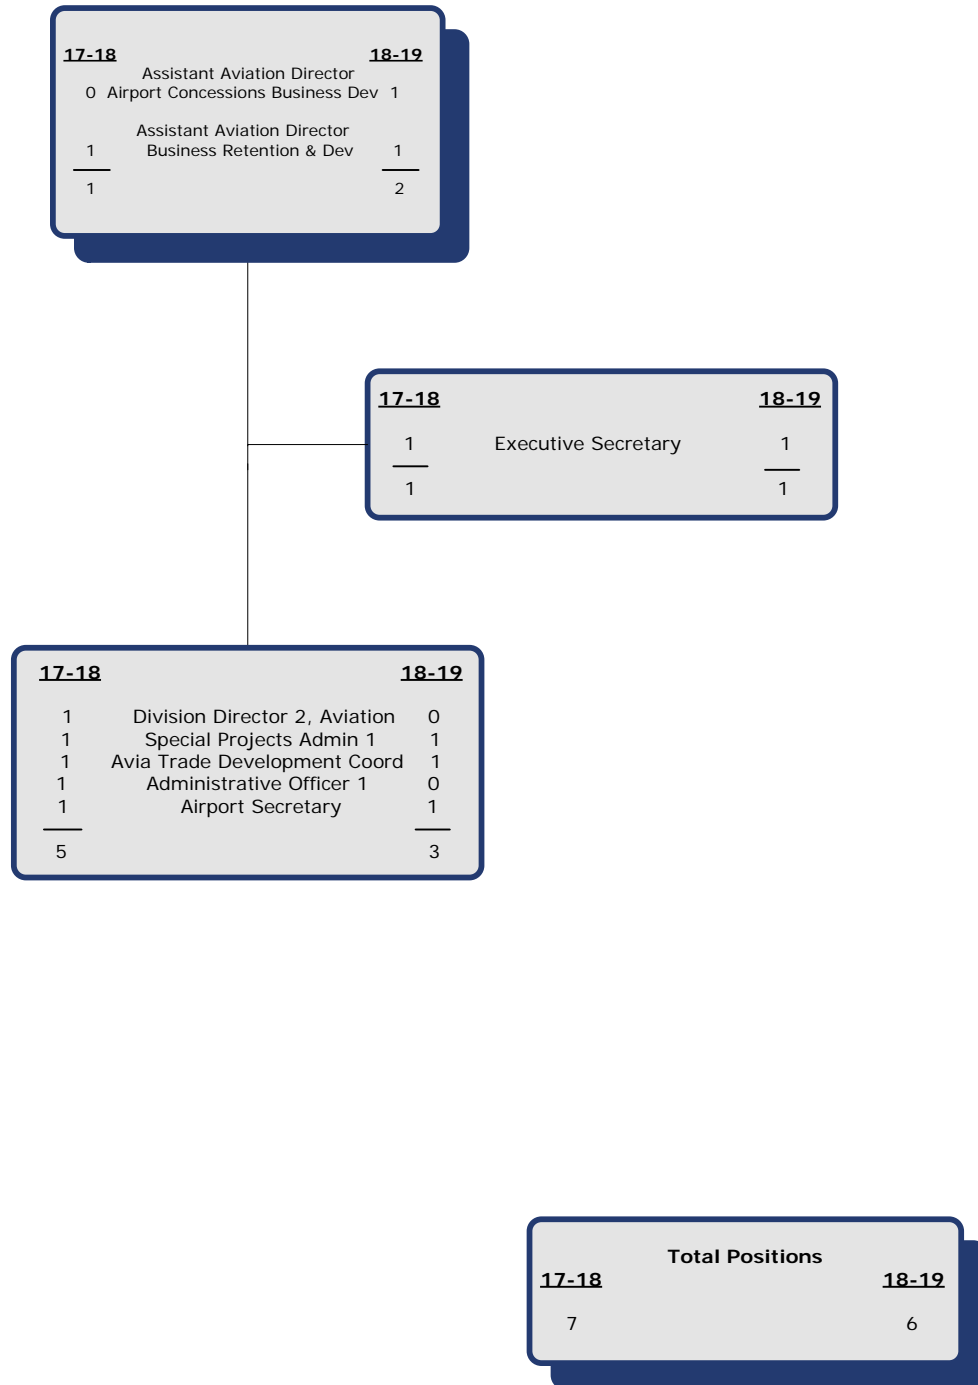 17-18 18-19
Assistant Aviation Director
0 Airport Concessions Business Dev 1
Assistant Aviation Director
1 Business Retention & Dev 1
1 2
17-18 18-19
1 Executive Secretary 1
1 1
17-18 18-19
1 Division Director 2, Aviation 0
1 Special Projects Admin 1 1
1 Avia Trade Development Coord 1
1 Administrative Officer 1 0
1 Airport Secretary 1
5 3
Total Positions
17-18 18-19
7 6